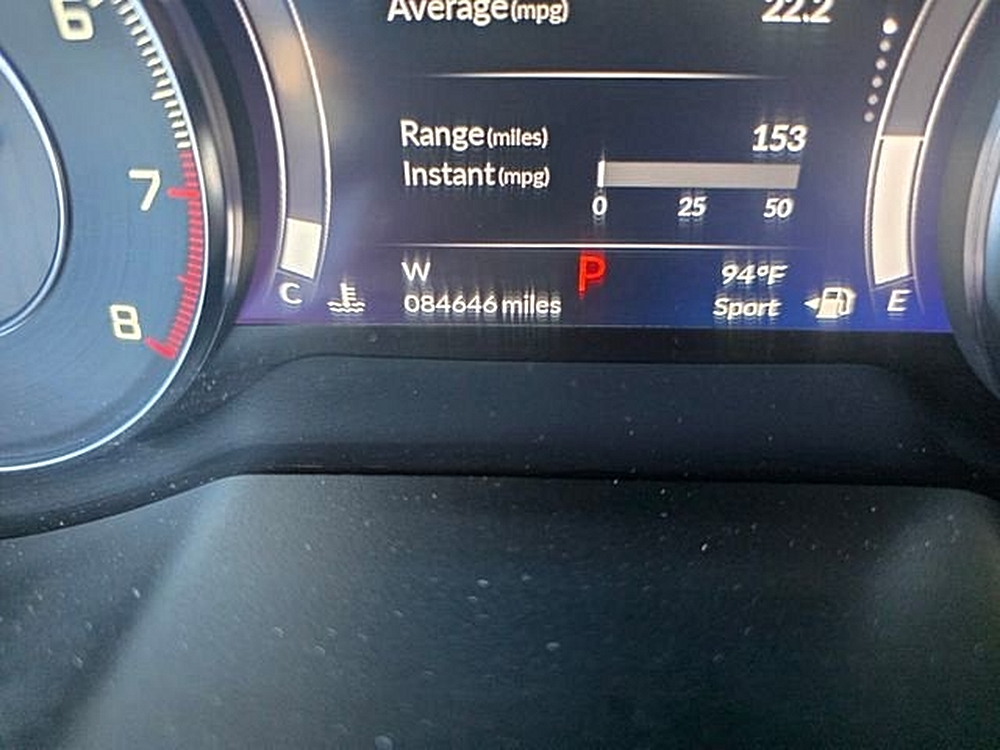 6
7
8
Average (mpg) 22.2
Range (miles) 153
Instant (mpg)
0 25 50
W P 94°F
084646 miles Sport
C E